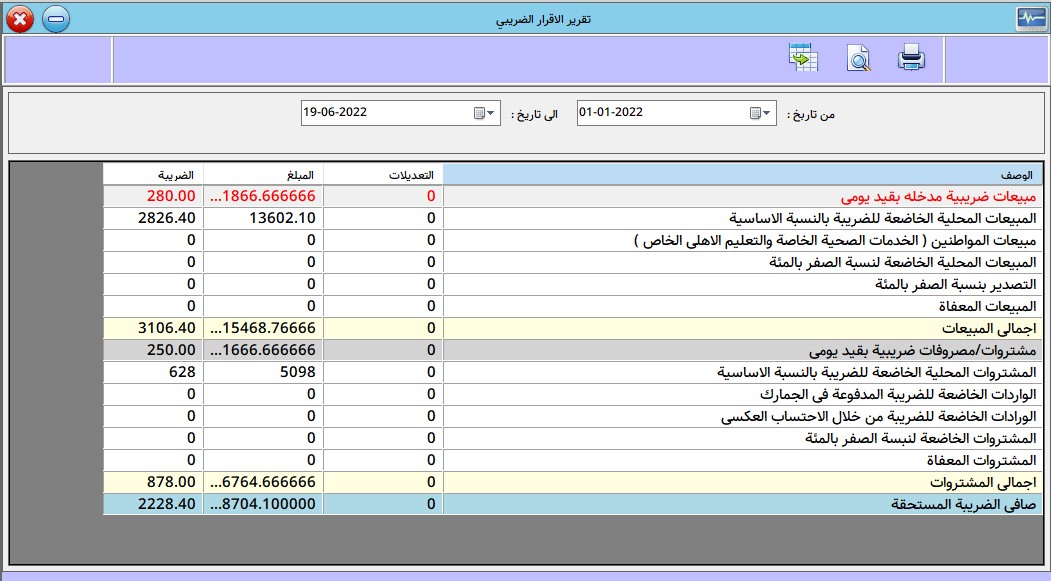 تقرير الاقرار الضريبي
من تاريخ : 01-01-2022 الى تاريخ : 19-06-2022
الوصف التعديلات المبلغ الضريبة
مبيعات ضريبية مدخله بقيد يومى 0 1866.666666... 280.00
المبيعات المحلية الخاضعة للضريبة بالنسبة الاساسية 0 13602.10 2826.40
مبيعات المواطنين ( الخدمات الصحية الخاصة والتعليم الاهلى الخاص ) 0 0 0
المبيعات المحلية الخاضعة لنسبة الصفر بالمئة 0 0 0
التصدير بنسبة الصفر بالمئة 0 0 0
المبيعات المعفاة 0 0 0
اجمالى المبيعات 0 15468.76666... 3106.40
مشتروات/مصروفات ضريبية بقيد يومى 0 1666.666666... 250.00
المشتروات المحلية الخاضعة للضريبة بالنسبة الاساسية 0 5098 628
الواردات الخاضعة للضريبة المدفوعة فى الجمارك 0 0 0
الورادات الخاضعة للضريبة من خلال الاحتساب العكسى 0 0 0
المشتروات الخاضعة لنبسة الصفر بالمئة 0 0 0
المشتروات المعفاة 0 0 0
اجمالى المشتروات 0 6764.666666... 878.00
صافى الضريبة المستحقة 0 8704.100000... 2228.40